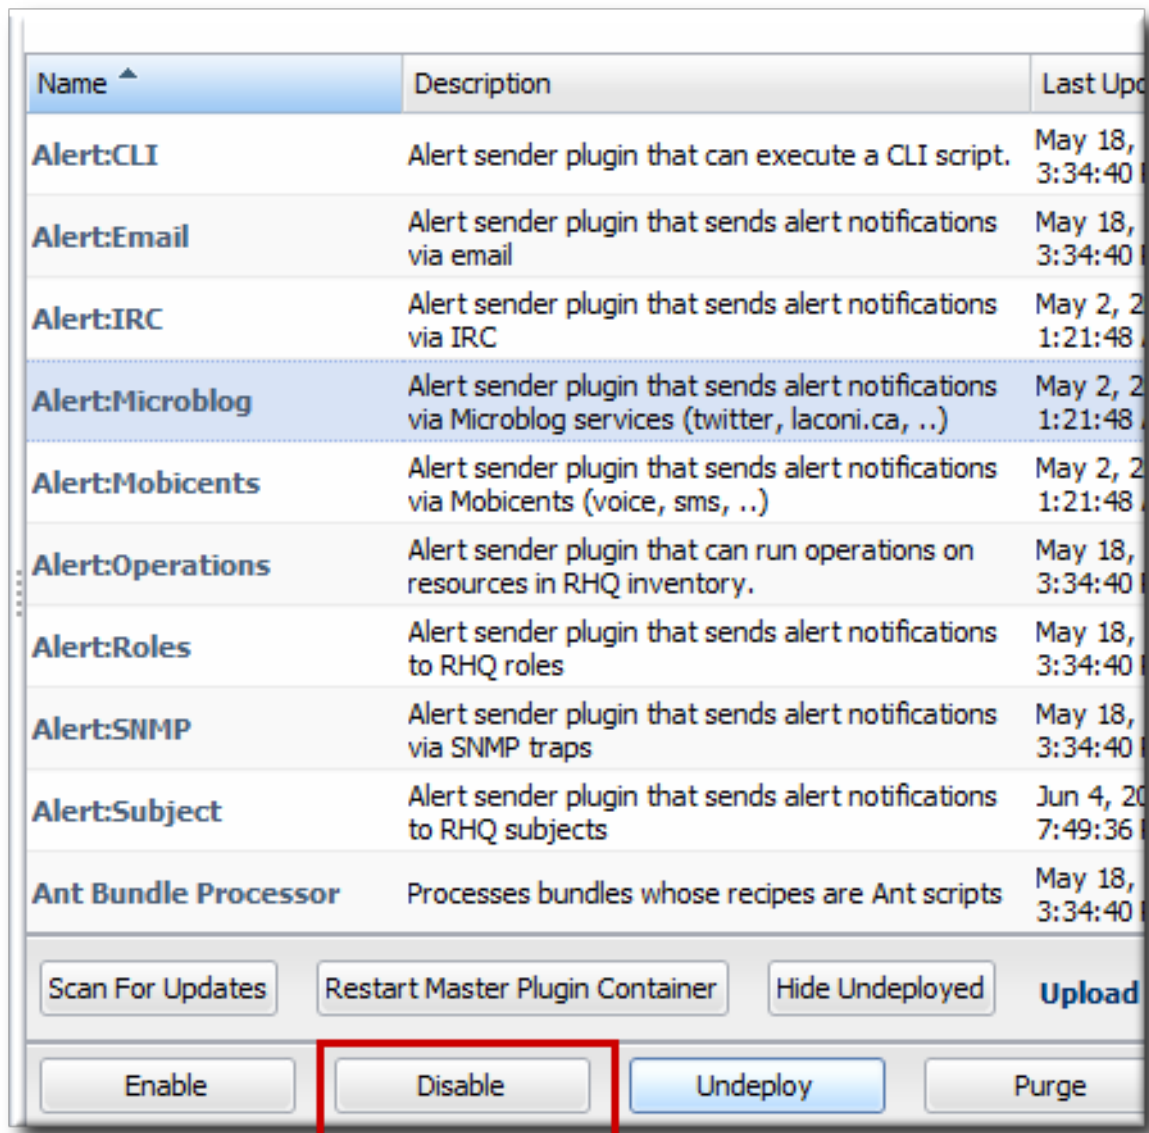 Name Description Last Upd
Alert:CLI Alert sender plugin that can execute a CLI script. May 18,
3:34:40
Alert:Email Alert sender plugin that sends alert notifications May 18,
via email 3:34:40
Alert:IRC Alert sender plugin that sends alert notifications May 2, 2
via IRC 1:21:48
Alert:Microblog Alert sender plugin that sends alert notifications May 2, 2
via Microblog services (twitter, laconi.ca, ..) 1:21:48
Alert:Mobicents Alert sender plugin that sends alert notifications May 2, 2
via Mobicents (voice, sms, ..) 1:21:48
Alert:Operations Alert sender plugin that can run operations on May 18,
resources in RHQ inventory. 3:34:40
Alert:Roles Alert sender plugin that sends alert notifications May 18,
to RHQ roles 3:34:40
Alert:SNMP Alert sender plugin that sends alert notifications May 18,
via SNMP traps 3:34:40
Alert:Subject Alert sender plugin that sends alert notifications Jun 4, 20
to RHQ subjects 7:49:36
Ant Bundle Processor Processes bundles whose recipes are Ant scripts May 18,
3:34:40
Scan For Updates Restart Master Plugin Container Hide Undeployed Upload
Enable Disable Undeploy Purge